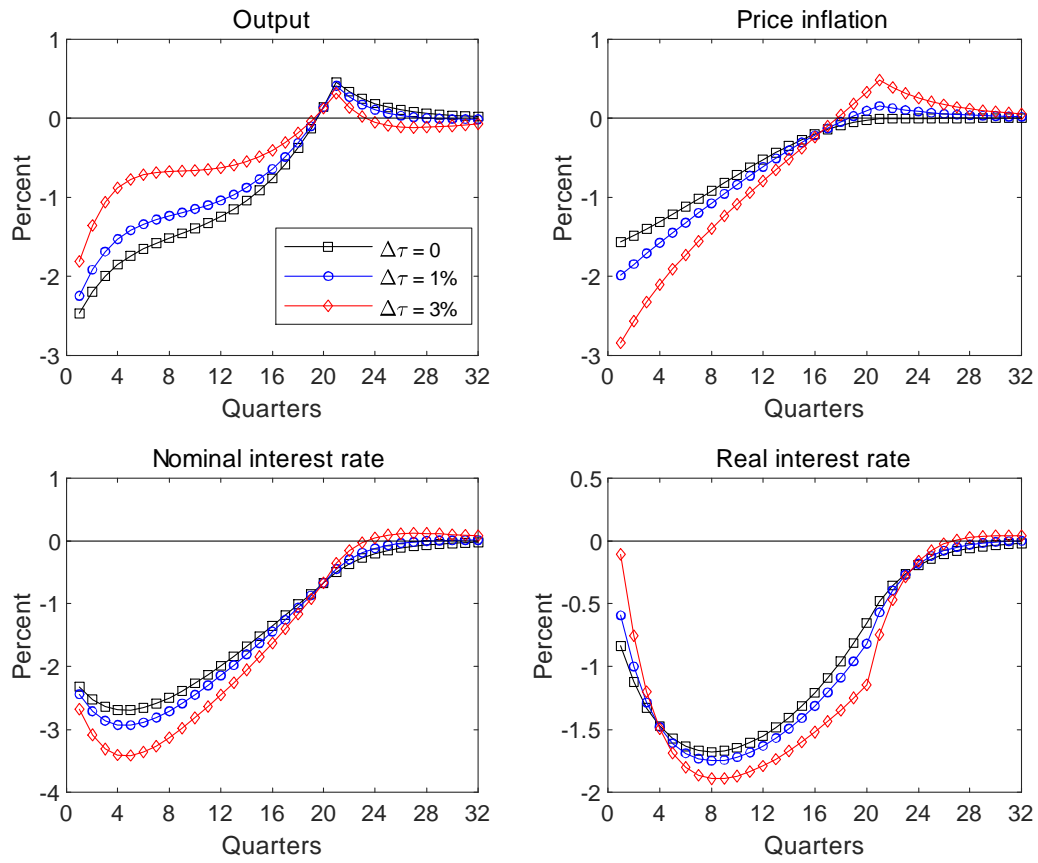 Output
Price inflation
1
0
-1
-2
-3
Percent
0 4 8 12 16 20 24 28 32
Quarters
Δτ = 0
Δτ = 1%
Δτ = 3%
1
0
-1
-2
-3
Percent
0 4 8 12 16 20 24 28 32
Quarters
Nominal interest rate
Real interest rate
1
0
-1
-2
-3
-4
Percent
0 4 8 12 16 20 24 28 32
Quarters
0.5
0
-0.5
-1
-1.5
-2
Percent
0 4 8 12 16 20 24 28 32
Quarters